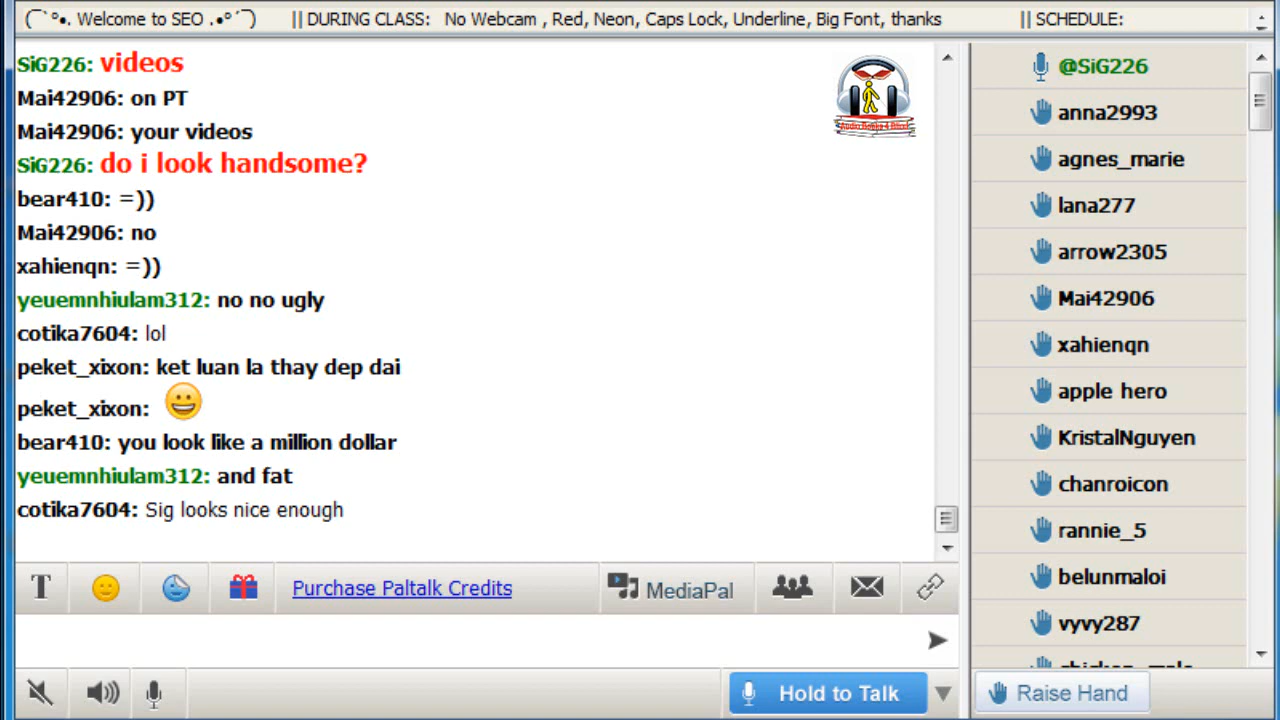 (¯`°•. Welcome to SEO .•°´¯) || DURING CLASS: No Webcam , Red, Neon, Caps Lock, Underline, Big Font, thanks || SCHEDULE:
SiG226: videos
Mai42906: on PT
Mai42906: your videos
SiG226: do i look handsome?
bear410: =))
Mai42906: no
xahienqn: =))
yeuemnhiulam312: no no ugly
cotika7604: lol
peket_xixon: ket luan la thay dep dai
peket_xixon:
bear410: you look like a million dollar
yeuemnhiulam312: and fat
cotika7604: Sig looks nice enough
T
Purchase Paltalk Credits
MediaPal
Hold to Talk
@SiG226
anna2993
agnes_marie
lana277
arrow2305
Mai42906
xahienqn
apple hero
KristalNguyen
chanroicon
rannie_5
belunmaloi
vyvy287
Raise Hand